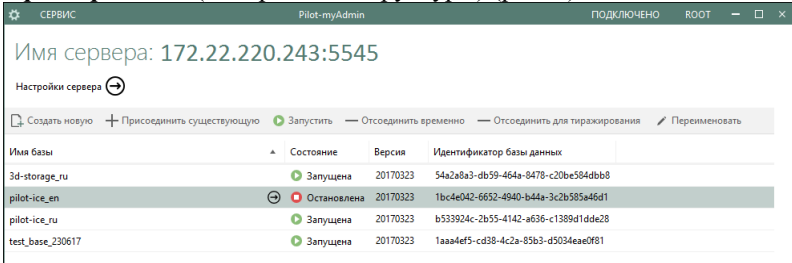 СЕРВИС Pilot-myAdmin ПОДКЛЮЧЕНО ROOT
Имя сервера: 172.22.220.243:5545
Настройки сервера
Создать новую Присоединить существующую Запустить Отсоединить временно Отсоединить для тиражирования Переименовать
Имя базы Состояние Версия Идентификатор базы данных
3d-storage_ru Запущена 20170323 54a2a8a3-db59-464a-8478-c20be584dbb8
pilot-ice_en Остановлена 20170323 1bc4e042-6652-4940-b44a-3c2b585a46d1
pilot-ice_ru Запущена 20170323 b533924c-2b55-4142-a636-c1389d1dde28
test_base_230617 Запущена 20170323 1aaa4ef5-cd38-4c2a-85b3-d5034eae0f81